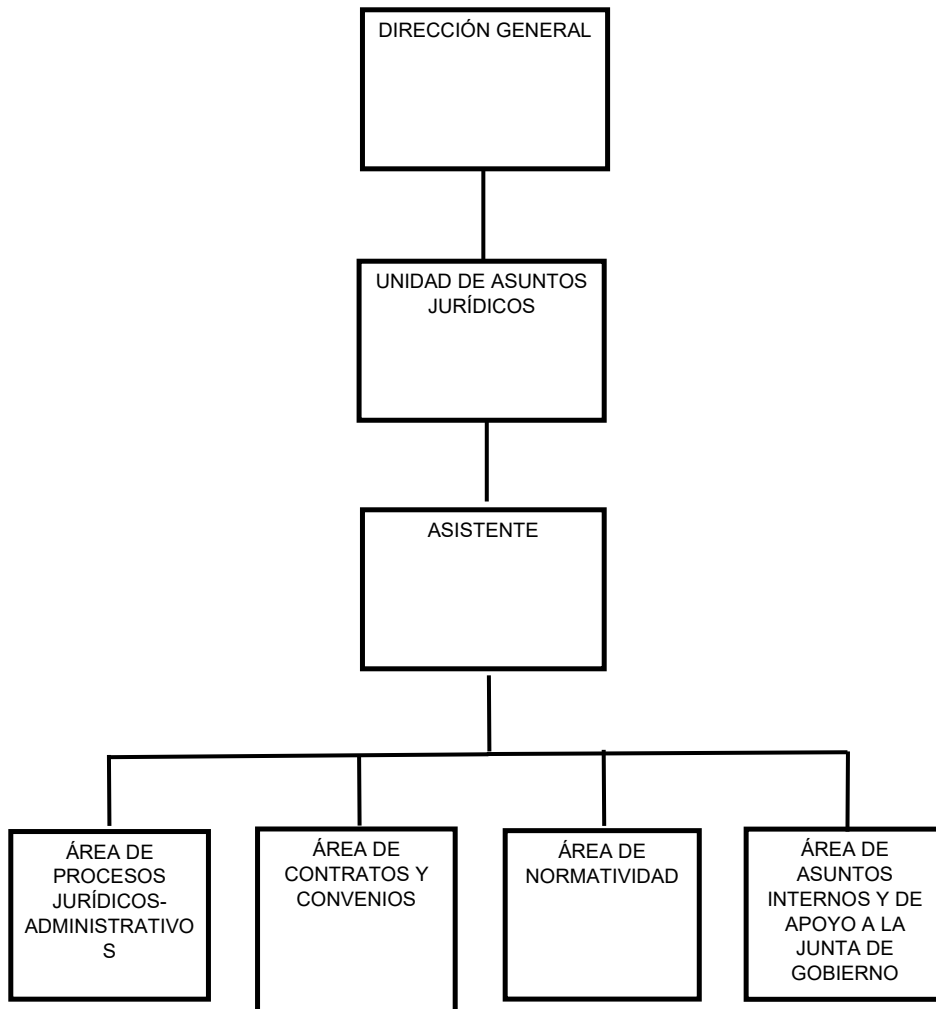 DIRECCIÓN GENERAL
UNIDAD DE ASUNTOS
JURÍDICOS
ASISTENTE
ÁREA DE
PROCESOS
JURÍDICOS-
ADMINISTRATIVO
S
ÁREA DE
CONTRATOS Y
CONVENIOS
ÁREA DE
NORMATIVIDAD
ÁREA DE
ASUNTOS
INTERNOS Y DE
APOYO A LA
JUNTA DE
GOBIERNO